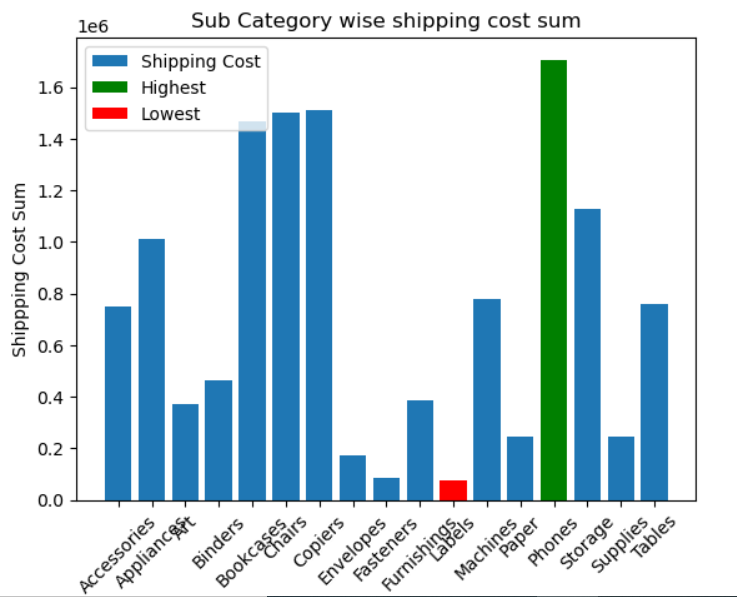 Sub Category wise shipping cost sum
1e6
Shipping Cost
Highest
Lowest
Shippping Cost Sum
1.6
1.4
1.2
1.0
0.8
0.6
0.4
0.2
0.0
Accessories
Appliances
Art
Binders
Bookcases
Chairs
Copiers
Envelopes
Fasteners
Furnishings
Labels
Machines
Paper
Phones
Storage
Supplies
Tables